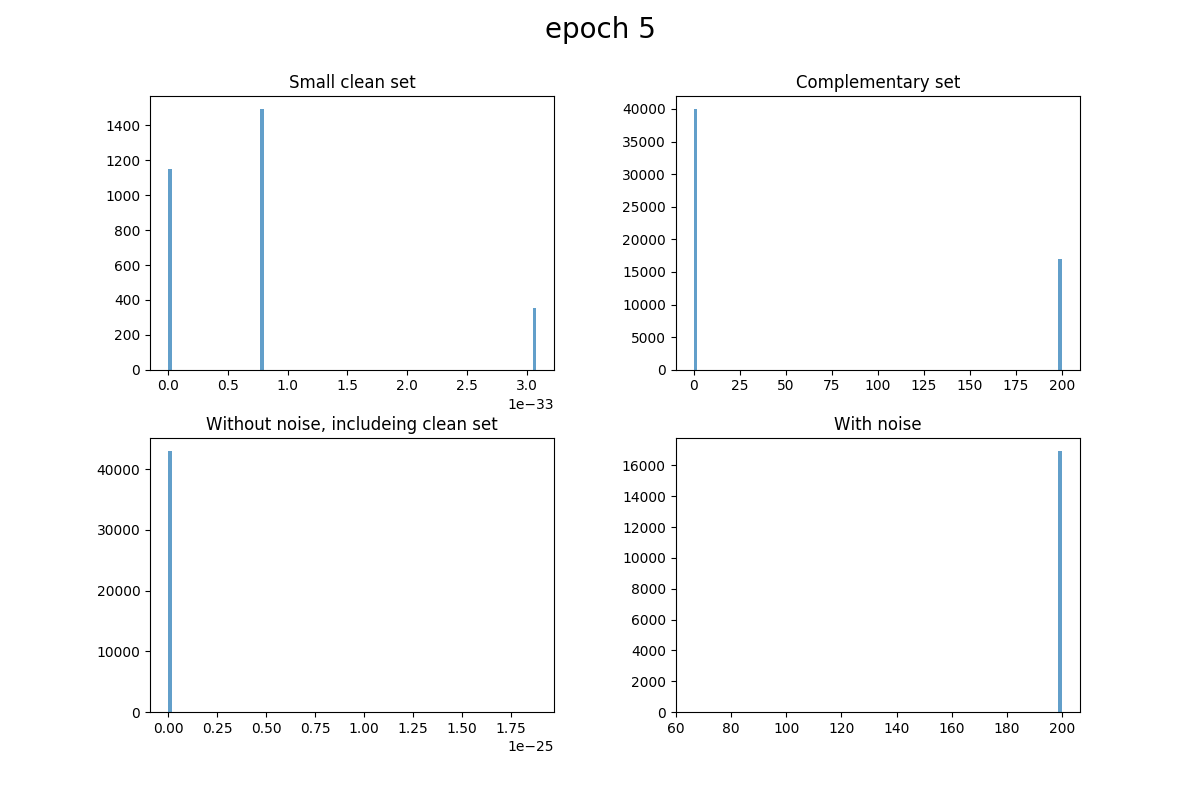 epoch 5
Small clean set
1400
1200
1000
800
600
400
200
0
0.0 0.5 1.0 1.5 2.0 2.5 3.0
1e−33
Complementary set
40000
35000
30000
25000
20000
15000
10000
5000
0
0 25 50 75 100 125 150 175 200
Without noise, includeing clean set
40000
30000
20000
10000
0
0.00 0.25 0.50 0.75 1.00 1.25 1.50 1.75
1e−25
With noise
16000
14000
12000
10000
8000
6000
4000
2000
0
60 80 100 120 140 160 180 200